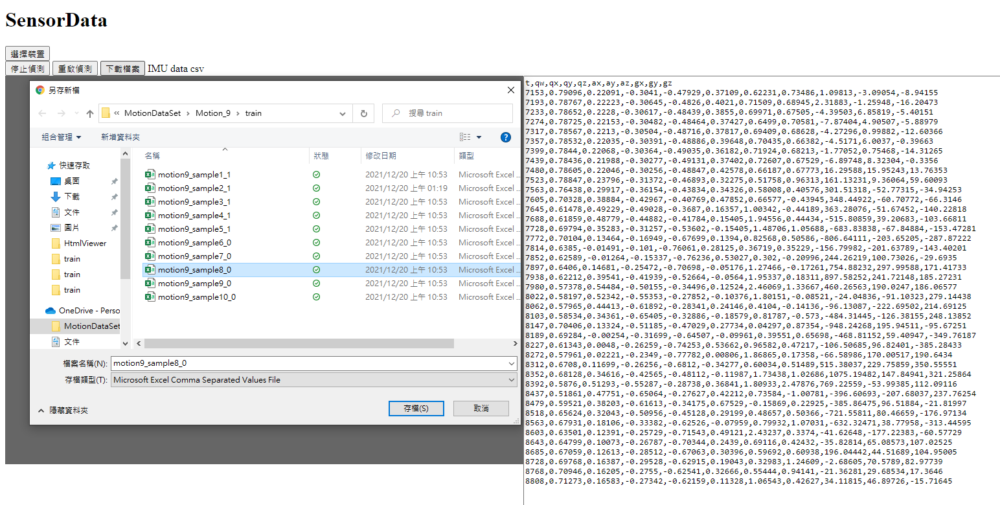 SensorData
選擇裝置
停止偵測 重啟偵測 下載檔案 IMU data csv
另存新檔
« MotionDataSet › Motion_9 › train
搜尋 train
組合管理 新增資料夾
名稱 狀態 修改日期 類型
快速存取
桌面
下載
文件
圖片
HtmlViewer
train
train
train
OneDrive - Perso
MotionDataSet
文件
motion9_sample1_1 2021/12/20 上午 10:53 Microsoft Excel ...
motion9_sample2_1 2021/12/20 上午 01:19 Microsoft Excel ...
motion9_sample3_1 2021/12/20 上午 10:53 Microsoft Excel ...
motion9_sample4_1 2021/12/20 上午 10:53 Microsoft Excel ...
motion9_sample5_1 2021/12/20 上午 10:53 Microsoft Excel ...
motion9_sample6_0 2021/12/20 上午 10:53 Microsoft Excel ...
motion9_sample7_0 2021/12/20 上午 10:53 Microsoft Excel ...
motion9_sample8_0 2021/12/20 上午 10:53 Microsoft Excel ...
motion9_sample9_0 2021/12/20 上午 10:53 Microsoft Excel ...
motion9_sample10_0 2021/12/20 上午 10:53 Microsoft Excel ...
檔案名稱(N): motion9_sample8_0
存檔類型(T): Microsoft Excel Comma Separated Values File
隱藏資料夾 存檔(S) 取消
t,qw,qx,qy,qz,ax,ay,az,gx,gy,gz
7153,0.79096,0.22091,-0.3041,-0.47929,0.37109,0.62231,0.73486,1.09813,-3.09054,-8.94155
7193,0.78767,0.22223,-0.30645,-0.4826,0.4021,0.71509,0.68945,2.31883,-1.25948,-16.20473
7233,0.78652,0.2228,-0.30617,-0.48439,0.3855,0.69971,0.67505,-4.39503,6.85819,-5.40151
7274,0.78725,0.22153,-0.30482,-0.48464,0.37427,0.6499,0.70581,-7.87404,4.90507,-5.88979
7317,0.78567,0.2213,-0.30504,-0.48716,0.37817,0.69409,0.68628,-4.27296,0.99882,-12.60366
7357,0.78532,0.22035,-0.30391,-0.48886,0.39648,0.70435,0.66382,-4.5171,6.0037,-0.39663
7399,0.7844,0.22068,-0.30364,-0.49035,0.36182,0.71924,0.68213,-1.77052,0.75468,-14.31265
7439,0.78436,0.21988,-0.30277,-0.49131,0.37402,0.72607,0.67529,-6.89748,8.32304,-0.3356
7480,0.78605,0.22046,-0.30256,-0.48847,0.42578,0.66187,0.67773,16.29588,15.95243,13.76353
7523,0.78847,0.23796,-0.31372,-0.46893,0.32275,0.51758,0.96313,161.13231,9.36064,59.60093
7563,0.76438,0.29917,-0.36154,-0.43834,0.34326,0.58008,0.40576,301.51318,-52.77315,-34.94253
7605,0.70328,0.38884,-0.42967,-0.40769,0.47852,0.66577,-0.43945,348.44922,-60.70772,-66.3146
7645,0.61478,0.49229,-0.49028,-0.3687,0.16357,1.00342,-0.44189,363.28076,-51.67452,-140.22818
7688,0.61859,0.48779,-0.44882,-0.41784,0.15405,1.94556,0.44434,-515.80859,39.20683,-103.66811
7728,0.69794,0.35283,-0.31257,-0.53602,-0.15405,1.48706,1.05688,-683.83838,-67.84884,-153.47281
7772,0.70104,0.13464,-0.16949,-0.67699,0.1394,0.82568,0.50586,-806.64111,-203.65205,-287.87222
7814,0.6385,-0.01491,-0.101,-0.76061,0.28125,0.36719,0.35229,-156.79982,-201.63789,-143.40201
7852,0.62589,-0.01264,-0.15337,-0.76236,0.53027,0.302,-0.20996,244.26219,100.73026,-29.6935
7897,0.6406,0.14681,-0.25472,-0.70698,-0.05176,1.27466,-0.17261,754.88232,297.99588,171.41733
7938,0.62212,0.39541,-0.41939,-0.52664,-0.0564,1.95337,0.18311,897.58252,241.72148,185.27231
7980,0.57378,0.54484,-0.50155,-0.34496,0.12524,2.46069,1.33667,460.26563,190.0247,186.06577
8022,0.58197,0.52342,-0.55353,-0.27852,-0.10376,1.80151,-0.08521,-24.04836,-91.10323,279.14438
8062,0.57965,0.44413,-0.61892,-0.28341,0.24146,0.4104,-0.14136,-96.13087,-222.69502,214.69125
8103,0.58534,0.34361,-0.65405,-0.32886,-0.18579,0.81787,-0.573,-484.31445,-126.38155,248.13852
8147,0.70406,0.13324,-0.51185,-0.47029,0.27734,0.04297,0.87354,-948.24268,195.94511,-95.67251
8189,0.69284,-0.00254,-0.31699,-0.64507,-0.09961,0.39551,0.65698,-468.81152,59.40947,-349.76187
8227,0.61343,0.0048,-0.26259,-0.74253,0.53662,0.96582,0.47217,-106.50685,96.82401,-385.28433
8272,0.57961,0.02221,-0.2349,-0.77782,0.00806,1.86865,0.17358,-66.58986,170.00517,190.6434
8312,0.6708,0.11699,-0.26256,-0.6812,-0.34277,0.60034,0.51489,515.38037,229.75859,350.55551
8352,0.68128,0.34616,-0.42565,-0.48112,-0.11987,1.73438,1.02686,1075.19482,147.84941,321.25864
8392,0.5876,0.51293,-0.55287,-0.28738,0.36841,1.80933,2.47876,769.22559,-53.99385,112.09116
8437,0.51861,0.47751,-0.65064,-0.27627,0.42212,0.73584,-1.00781,-396.60693,-207.68037,237.76254
8479,0.59521,0.38203,-0.61613,-0.34175,0.67529,-0.15869,0.22925,-385.86475,96.51884,-21.81997
8518,0.65624,0.32043,-0.50956,-0.45128,0.29199,0.48657,0.50366,-721.55811,80.46659,-176.97134
8563,0.67931,0.18106,-0.33382,-0.62526,-0.07959,0.79932,1.07031,-632.32471,38.77958,-313.44595
8603,0.63501,0.12391,-0.25729,-0.71543,0.49121,2.43237,0.3374,-41.62648,-177.22383,-60.57729
8643,0.64799,0.10073,-0.26787,-0.70344,0.2439,0.69116,0.42432,-35.82814,65.08573,107.02525
8685,0.67059,0.12613,-0.28512,-0.67063,0.30396,0.59692,0.60938,196.04442,44.51689,104.95005
8728,0.69768,0.16387,-0.29528,-0.62915,0.19043,0.32983,1.24609,-2.68605,70.5789,82.97739
8768,0.70946,0.16205,-0.2755,-0.62541,0.32666,0.55444,0.94141,-21.36281,29.68534,17.3646
8808,0.71273,0.16583,-0.27342,-0.62159,0.11328,1.06543,0.42627,34.11815,46.89726,-15.71645